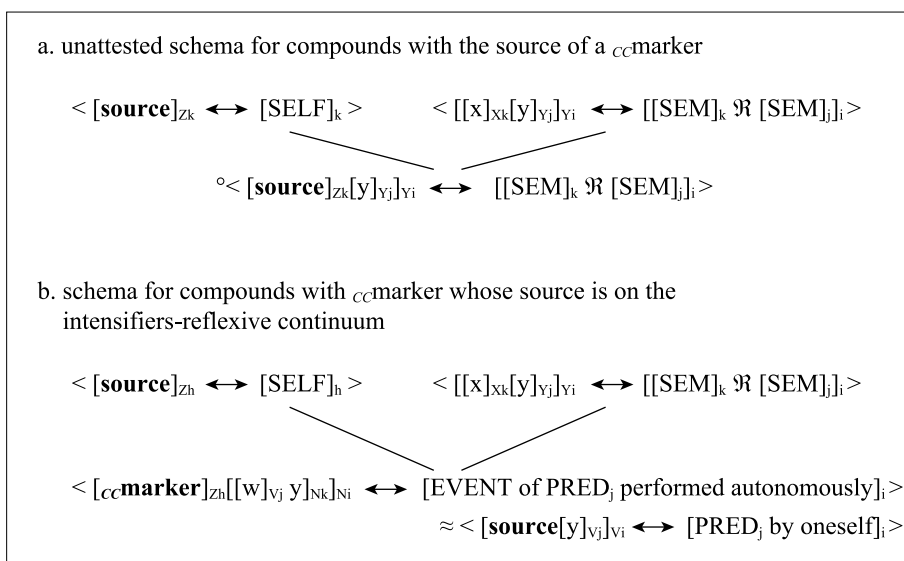 a. unattested schema for compounds with the source of a CCmarker
< [source]Zk ↔ [SELF]k > < [[x]Xk[y]Yj]Yi ↔ [[SEM]k ℜ [SEM]j]i>
°< [source]Zk[y]Yj]Yi ↔ [[SEM]k ℜ [SEM]j]i>
b. schema for compounds with CCmarker whose source is on the
intensifiers-reflexive continuum
< [source]Zh ↔ [SELF]h > < [[x]Xk[y]Yj]Yi ↔ [[SEM]k ℜ [SEM]j]i>
< [CCmarker]Zh[[w]Vj y]Nk]Ni ↔ [EVENT of PREDj performed autonomously]i>
≈ < [source[y]Vj]Vi ↔ [PREDj by oneself]i>